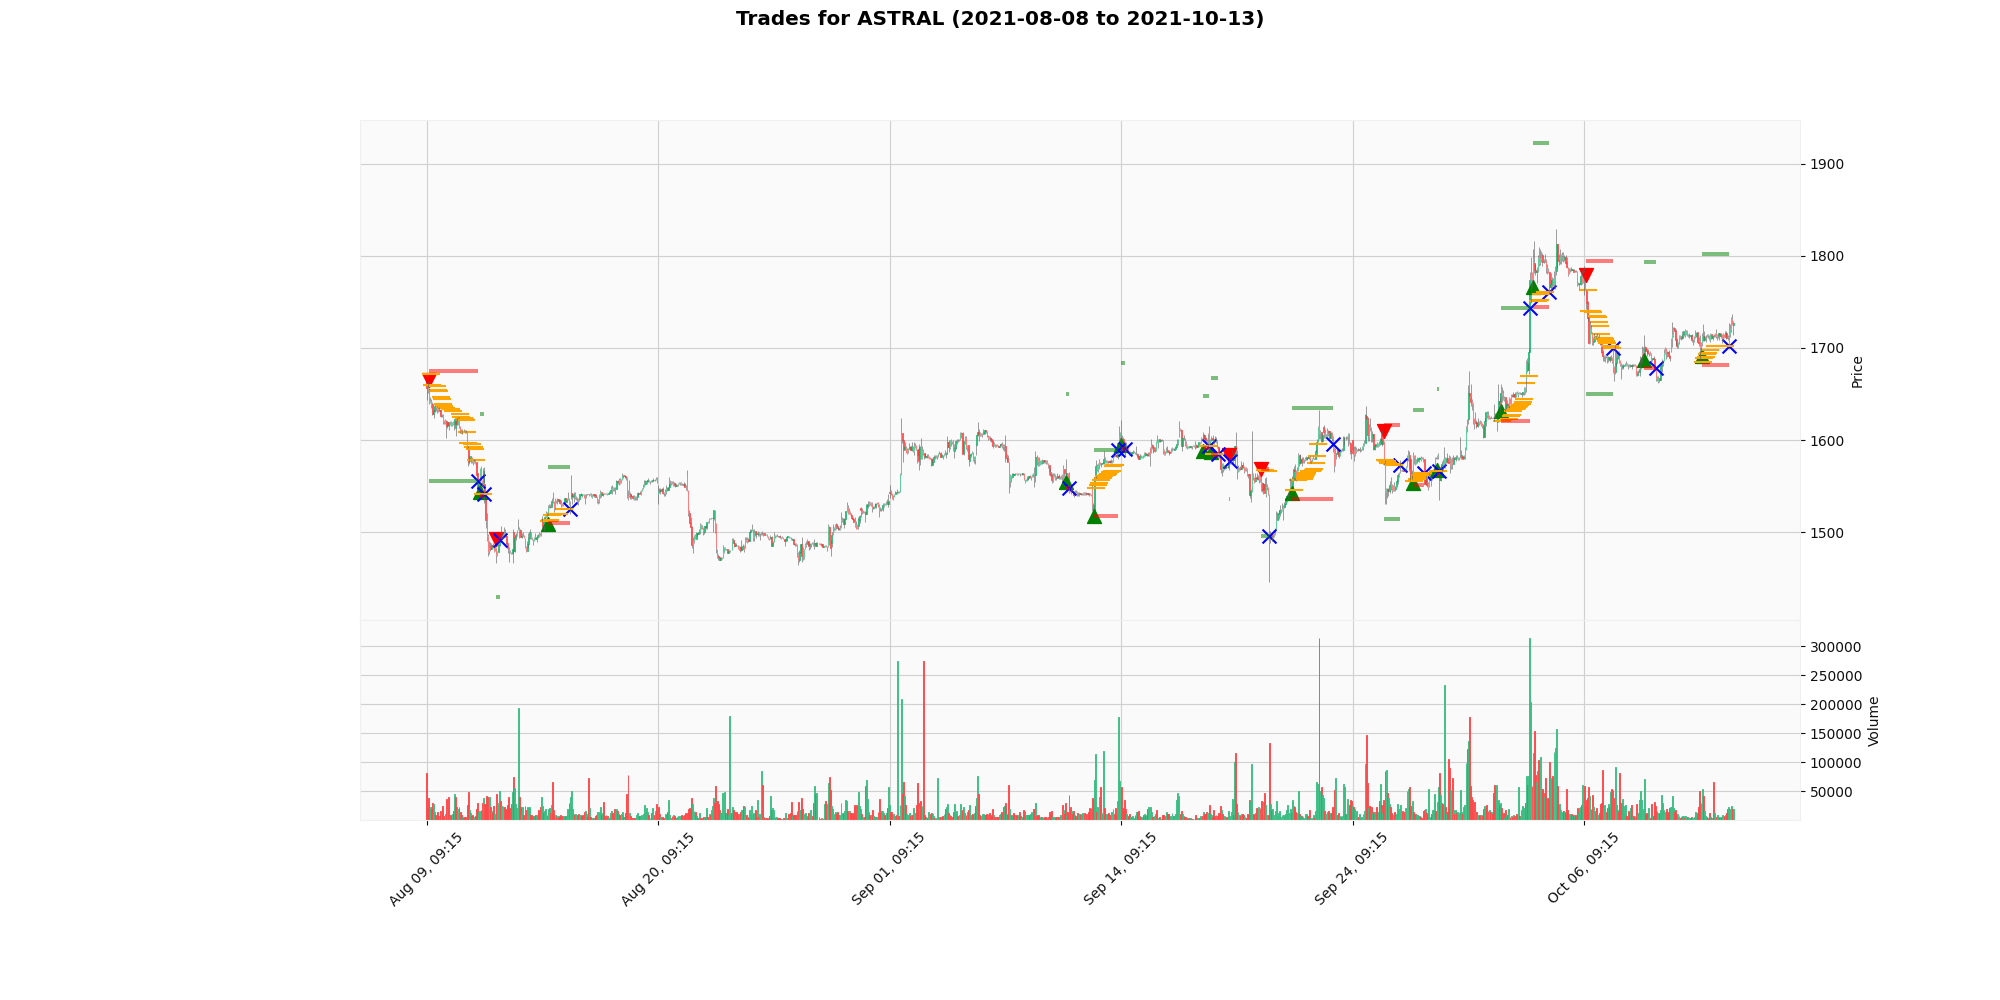 Trades for ASTRAL (2021-08-08 to 2021-10-13)
1900
1800
1700
1600
1500
Price
300000
250000
200000
150000
100000
50000
Volume
Aug 09, 09:15
Aug 20, 09:15
Sep 01, 09:15
Sep 14, 09:15
Sep 24, 09:15
Oct 06, 09:15